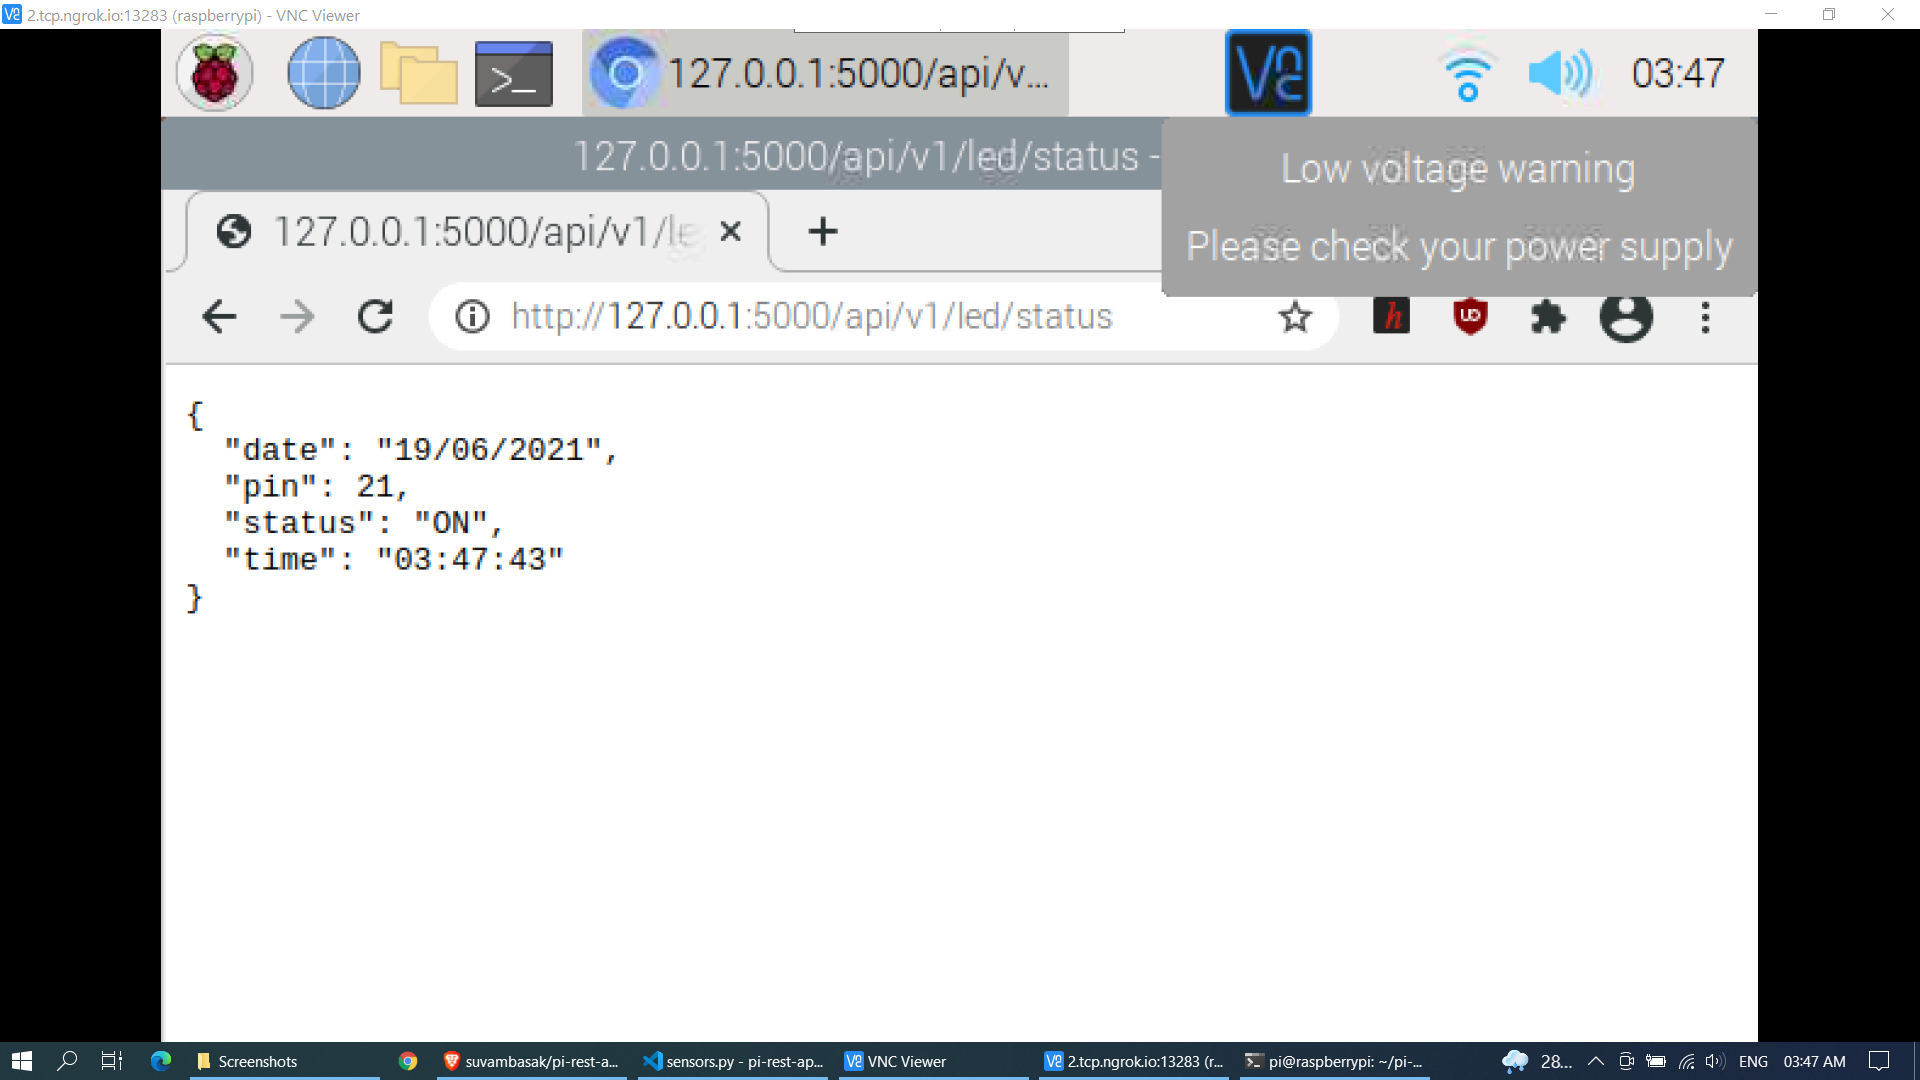 2.tcp.ngrok.io:13283 (raspberrypi) - VNC Viewer
127.0.0.1:5000/api/v...
03:47
127.0.0.1:5000/api/v1/led/status -
Low voltage warning
Please check your power supply
127.0.0.1:5000/api/v1/le
http://127.0.0.1:5000/api/v1/led/status
{
"date": "19/06/2021",
"pin": 21,
"status": "ON",
"time": "03:47:43"
}
Screenshots
suvambasak/pi-rest-a...
sensors.py - pi-rest-ap...
VNC Viewer
2.tcp.ngrok.io:13283 (r...
pi@raspberrypi: ~/pi-...
28...
ENG
03:47 AM